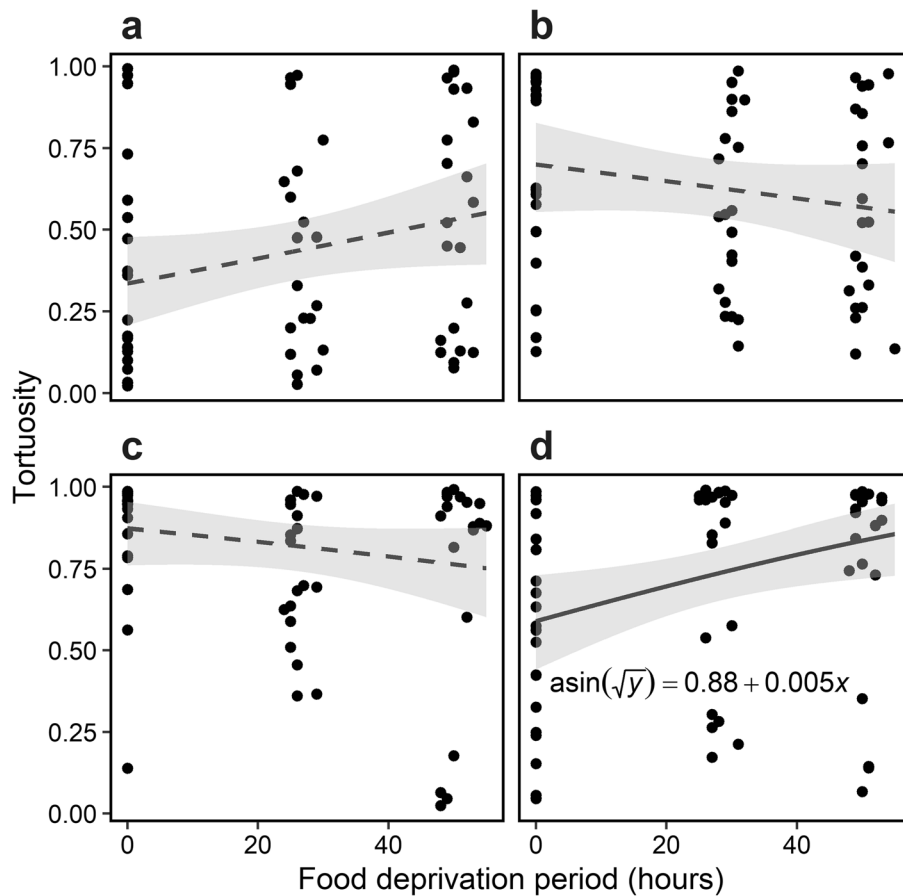 a
b
1.00
0.75
0.50
0.25
0.00
c
d
1.00
0.75
0.50
0.25
0.00
asin(√y) = 0.88 + 0.005x
0 20 40
0 20 40
Tortuosity
Food deprivation period (hours)